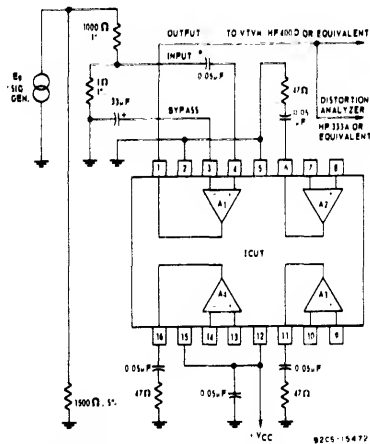 1000 Ω
1%
OUTPUT
TO VTVM HP400D OR EQUIVALENT
INPUT +
0.05µF
E₈
SIG
GEN.
1Ω
1%
33µF
+
BYPASS
47Ω
0.05
µF
DISTORTION
ANALYZER
HP 333A OR
EQUIVALENT
1 2 3 4 5 6 7 8
A1
A2
ICUT
A4
A3
16 15 14 13 12 11 10 9
0.05µF
47Ω
0.05µF
0.05µF
47Ω
1500Ω, 5%
+ VCC
92CS-15472